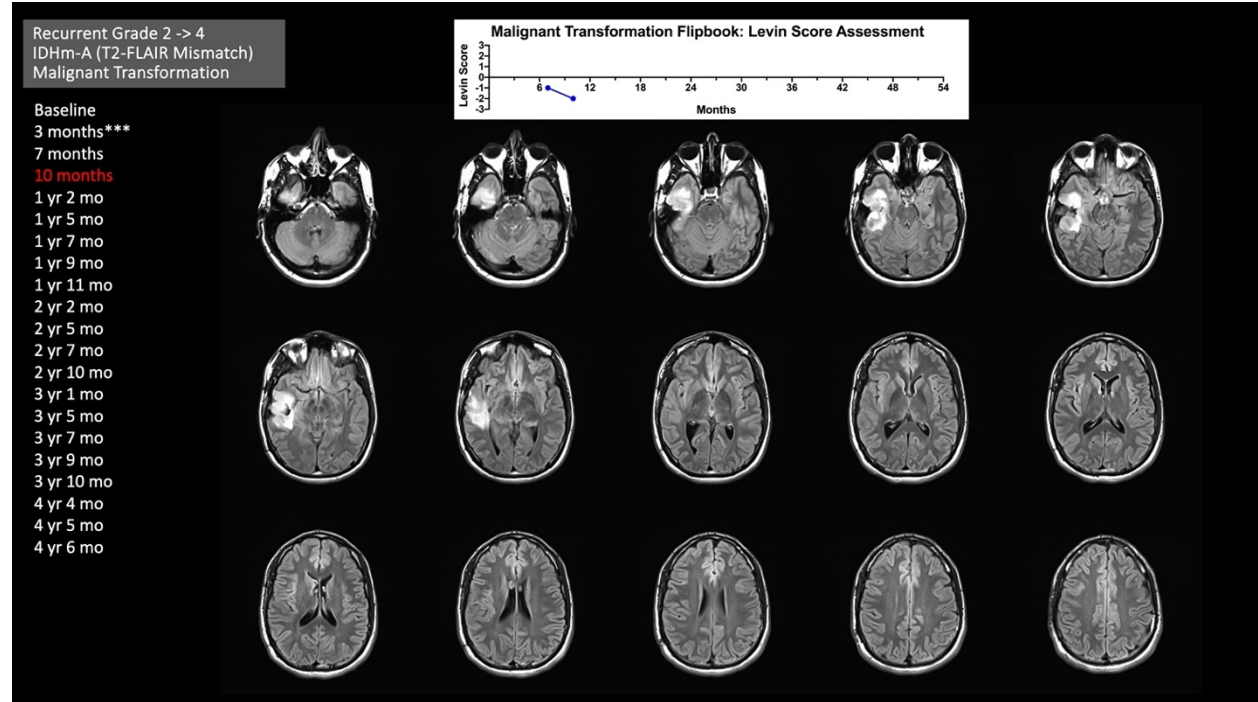 Recurrent Grade 2 -> 4
IDHm-A (T2-FLAIR Mismatch)
Malignant Transformation
Malignant Transformation Flipbook: Levin Score Assessment
Levin Score
3
2
1
0
-1
-2
-3
6 12 18 24 30 36 42 48 54
Months
Baseline
3 months***
7 months
10 months
1 yr 2 mo
1 yr 5 mo
1 yr 7 mo
1 yr 9 mo
1 yr 11 mo
2 yr 2 mo
2 yr 5 mo
2 yr 7 mo
2 yr 10 mo
3 yr 1 mo
3 yr 5 mo
3 yr 7 mo
3 yr 9 mo
3 yr 10 mo
4 yr 4 mo
4 yr 5 mo
4 yr 6 mo